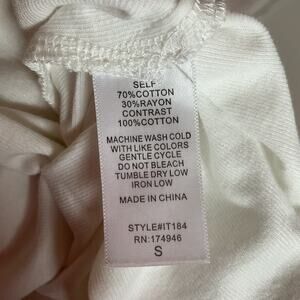 SELF
70%COTTON
30%RAYON
CONTRAST
100%COTTON
MACHINE WASH COLD
WITH LIKE COLORS
GENTLE CYCLE
DO NOT BLEACH
TUMBLE DRY LOW
IRON LOW
MADE IN CHINA
STYLE#IT184
RN:174946
S